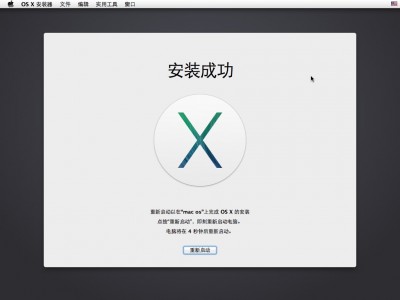 OS X 安装器 文件 编辑 实用工具 窗口
安装成功
X
重新启动以在“mac os”上完成 OS X 的安装
点按“重新启动”，即刻重新启动电脑。
电脑将在 4 秒钟后重新启动。
重新启动